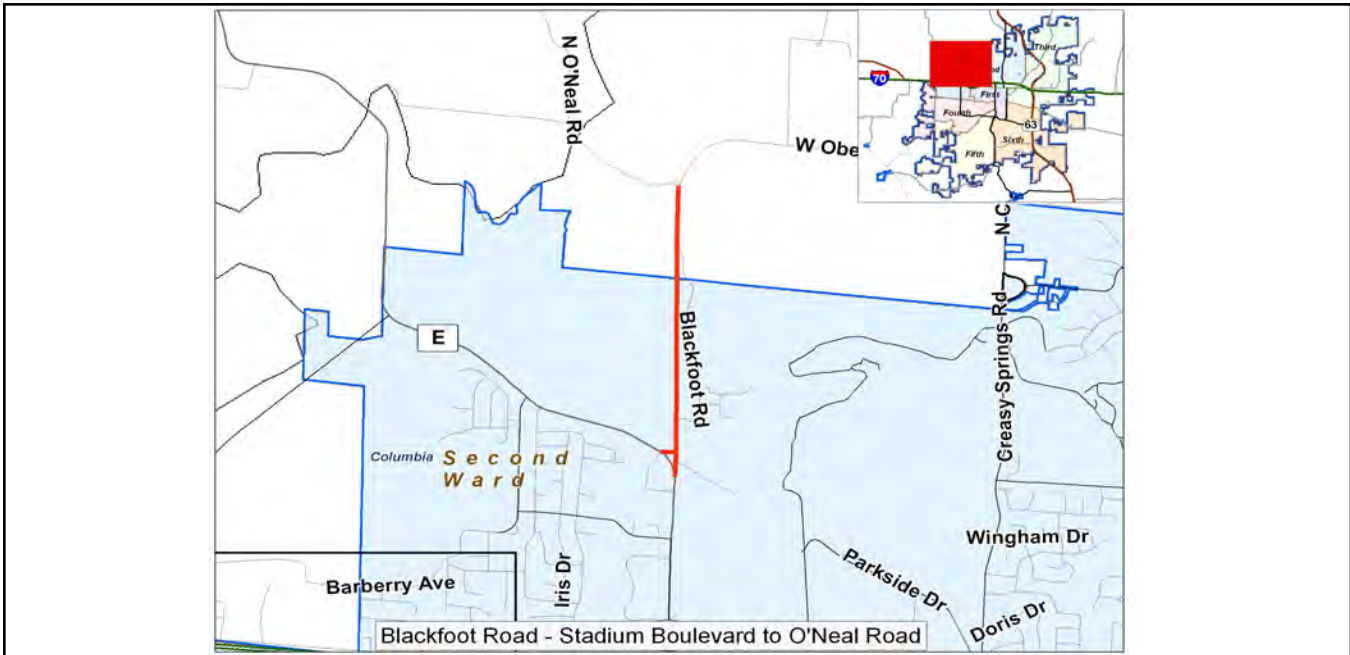 N O'Neal Rd
W Obe
70
Third
First
Fourth
63
Sixth
Fifth
N C
Creasy Springs Rd
Blackfoot Rd
E
Columbia
Second
Ward
Wingham Dr
Barberry Ave
Iris Dr
Parkside Dr
Doris Dr
Blackfoot Road - Stadium Boulevard to O'Neal Road